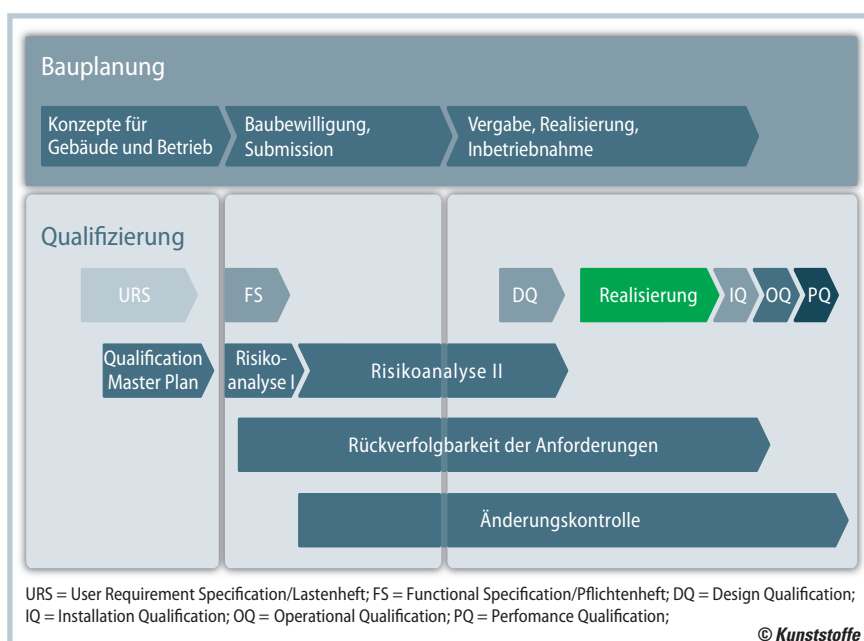 Bauplanung
Konzepte für
Gebäude und Betrieb
Baubewilligung,
Submission
Vergabe, Realisierung,
Inbetriebnahme
Qualifizierung
URS
FS
DQ
Realisierung
IQ
OQ
PQ
Qualification
Master Plan
Risiko-
analyse I
Risikoanalyse II
Rückverfolgbarkeit der Anforderungen
Änderungskontrolle
URS = User Requirement Specification/Lastenheft; FS = Functional Specification/Pflichtenheft; DQ = Design Qualification;
IQ = Installation Qualification; OQ = Operational Qualification; PQ = Perfomance Qualification;
© Kunststoffe